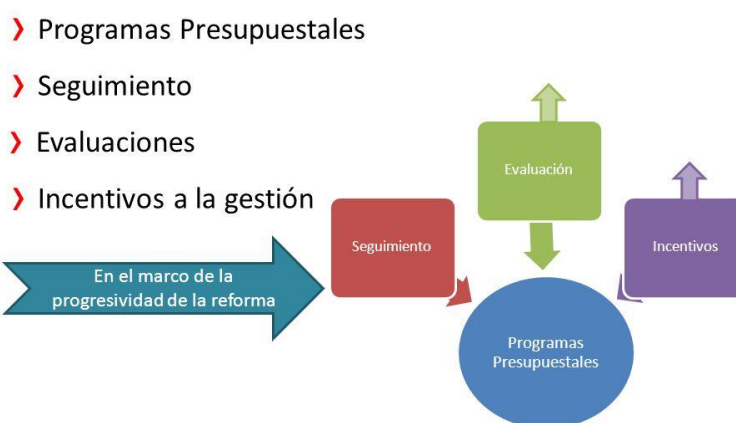 Programas Presupuestales
Seguimiento
Evaluaciones
Incentivos a la gestión
En el marco de la
progresividad de la reforma
Evaluación
Seguimiento
Incentivos
Programas
Presupuestales